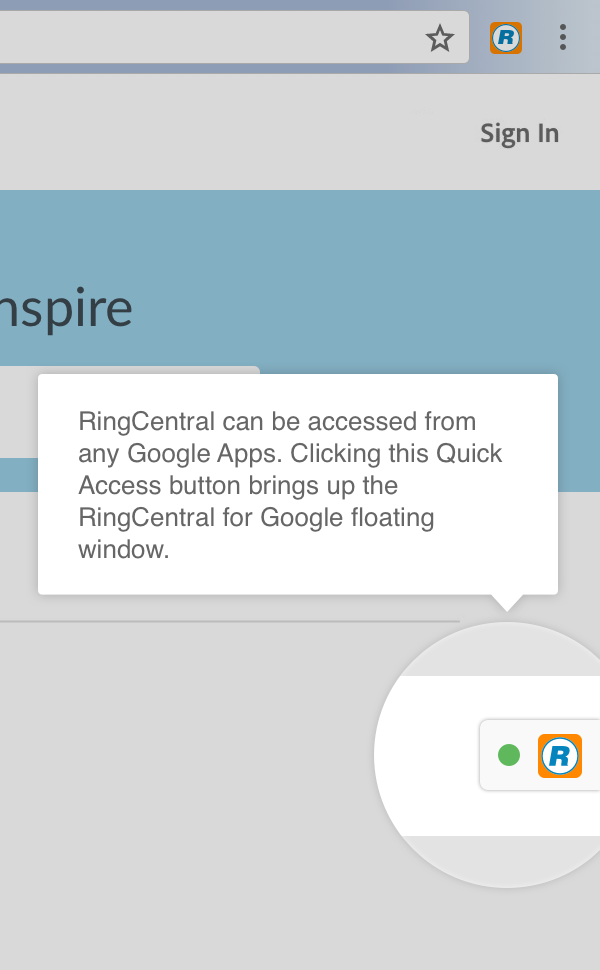 R
Sign In
nspire
RingCentral can be accessed from
any Google Apps. Clicking this Quick
Access button brings up the
RingCentral for Google floating
window.
R